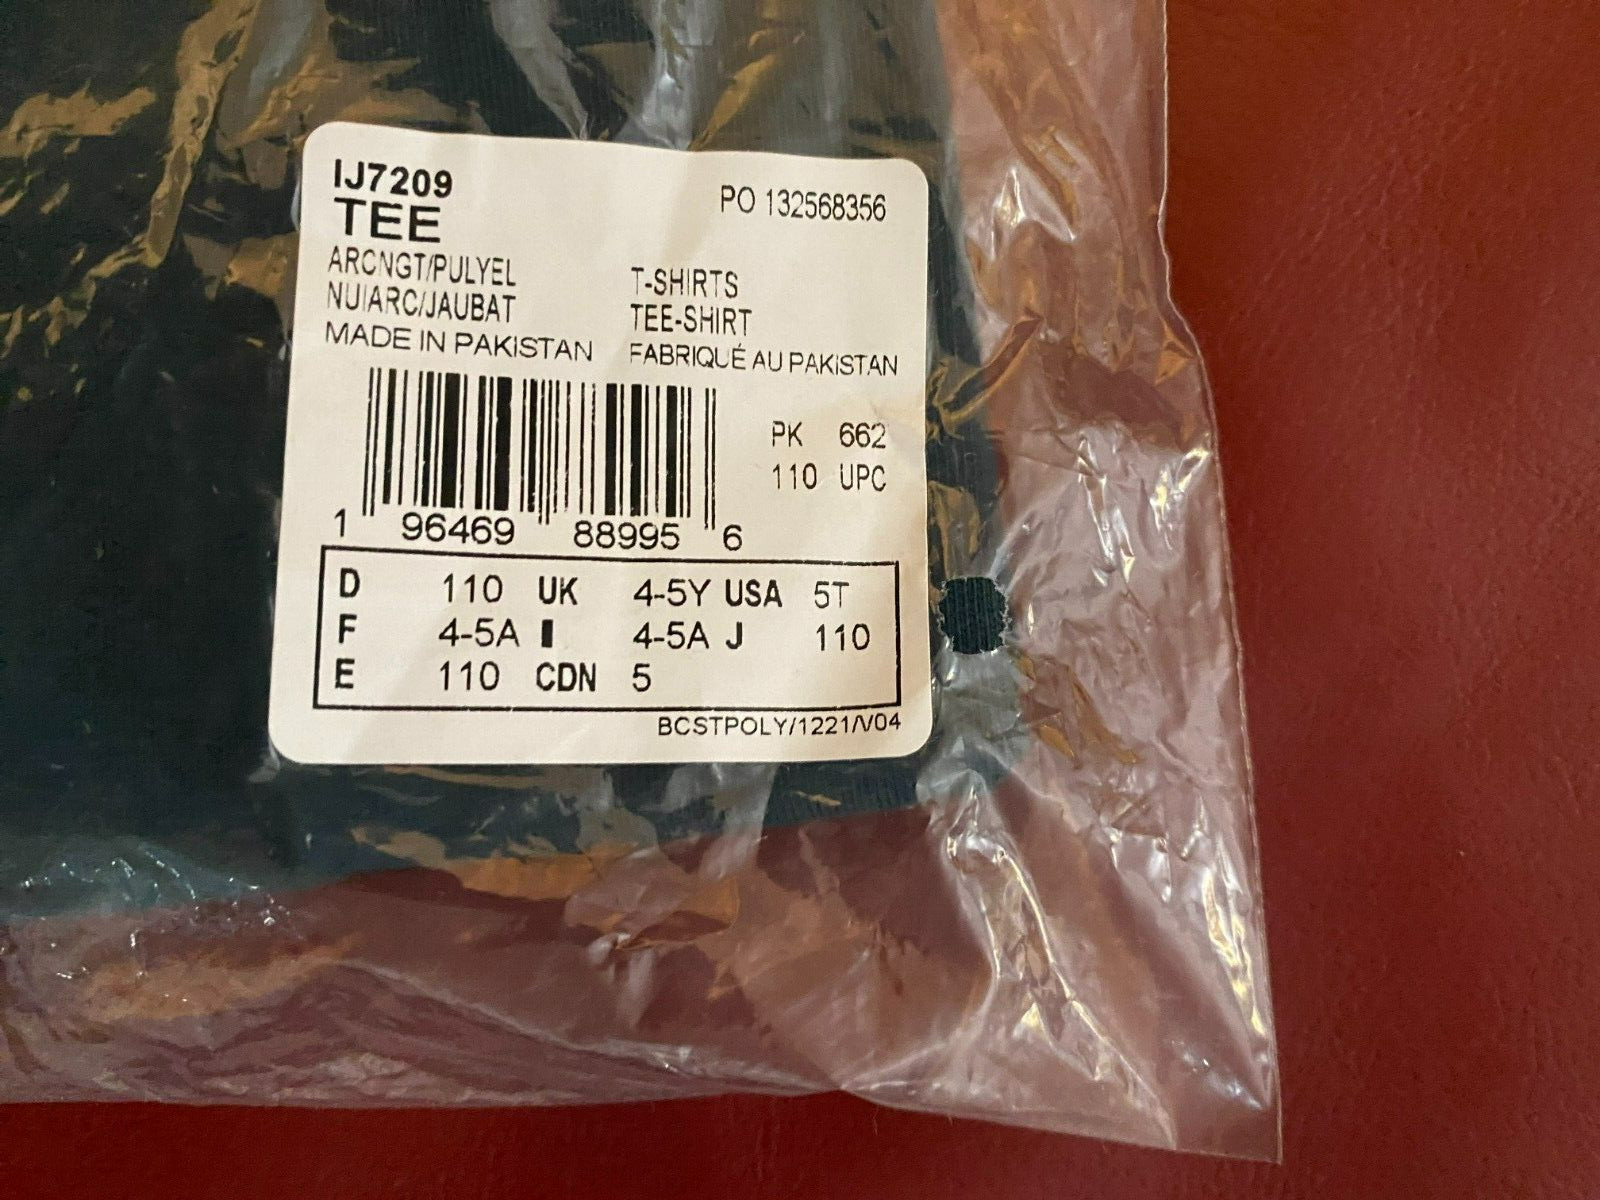 IJ7209
PO 132568356
TEE
ARCNGT/PULYEL
T-SHIRTS
NUIARC/JAUBAT
TEE-SHIRT
MADE IN PAKISTAN
FABRIQUÉ AU PAKISTAN
PK 662
110 UPC
1 96469 88995 6
D 110 UK 4-5Y USA 5T
F 4-5A I 4-5A J 110
E 110 CDN 5
BCSTPOLY/1221/V04